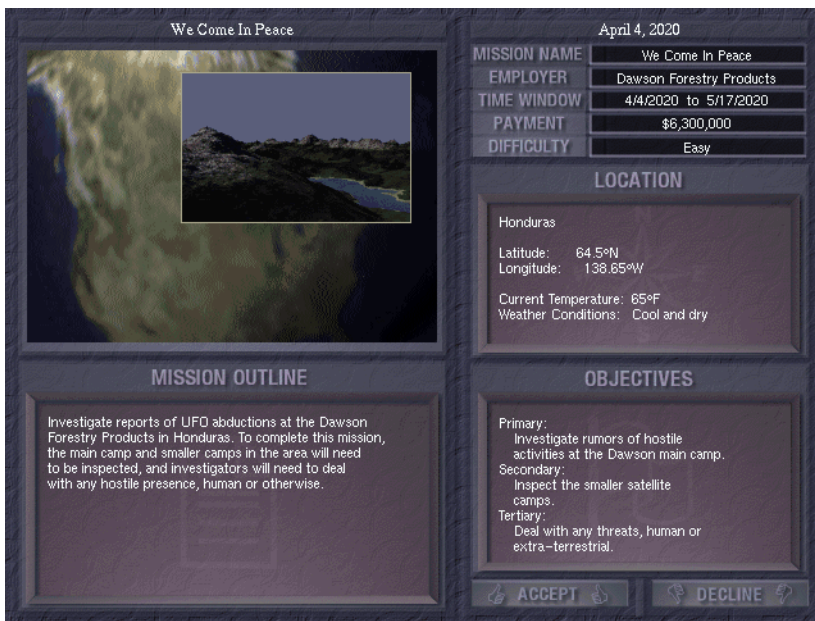 We Come In Peace
April 4, 2020
MISSION NAME We Come In Peace
EMPLOYER Dawson Forestry Products
TIME WINDOW 4/4/2020 to 5/17/2020
PAYMENT $6,300,000
DIFFICULTY Easy
LOCATION
Honduras
Latitude: 64.5ºN
Longitude: 138.65ºW
Current Temperature: 65ºF
Weather Conditions: Cool and dry
MISSION OUTLINE
Investigate reports of UFO abductions at the Dawson
Forestry Products in Honduras. To complete this mission,
the main camp and smaller camps in the area will need
to be inspected, and investigators will need to deal
with any hostile presence, human or otherwise.
OBJECTIVES
Primary:
Investigate rumors of hostile
activities at the Dawson main camp.
Secondary:
Inspect the smaller satellite
camps.
Tertiary:
Deal with any threats, human or
extra-terrestrial.
ACCEPT
DECLINE